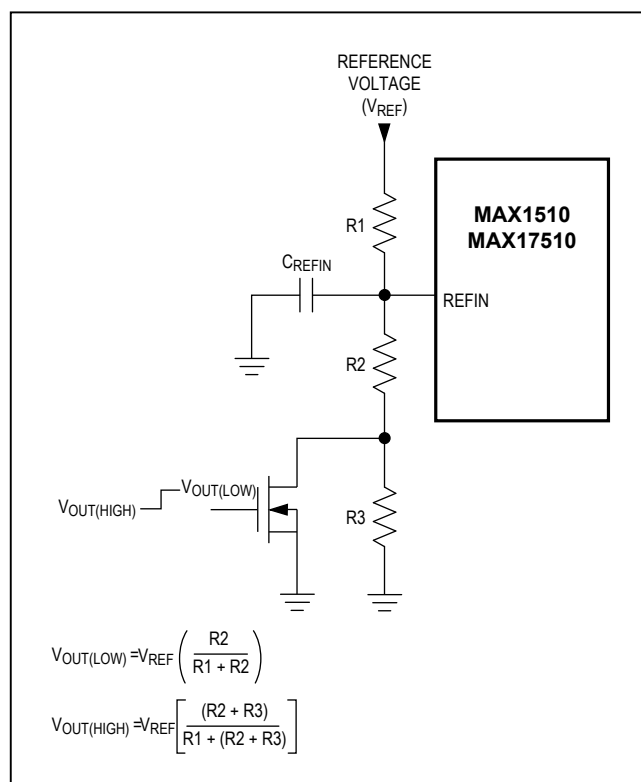 REFERENCE
VOLTAGE
(VREF)
R1
MAX1510
MAX17510
CREFIN
REFIN
R2
VOUT(LOW)
VOUT(HIGH)
R3
VOUT(LOW) =VREF ( R2 / R1 + R2 )
VOUT(HIGH) =VREF [ (R2 + R3) / R1 + (R2 + R3) ]